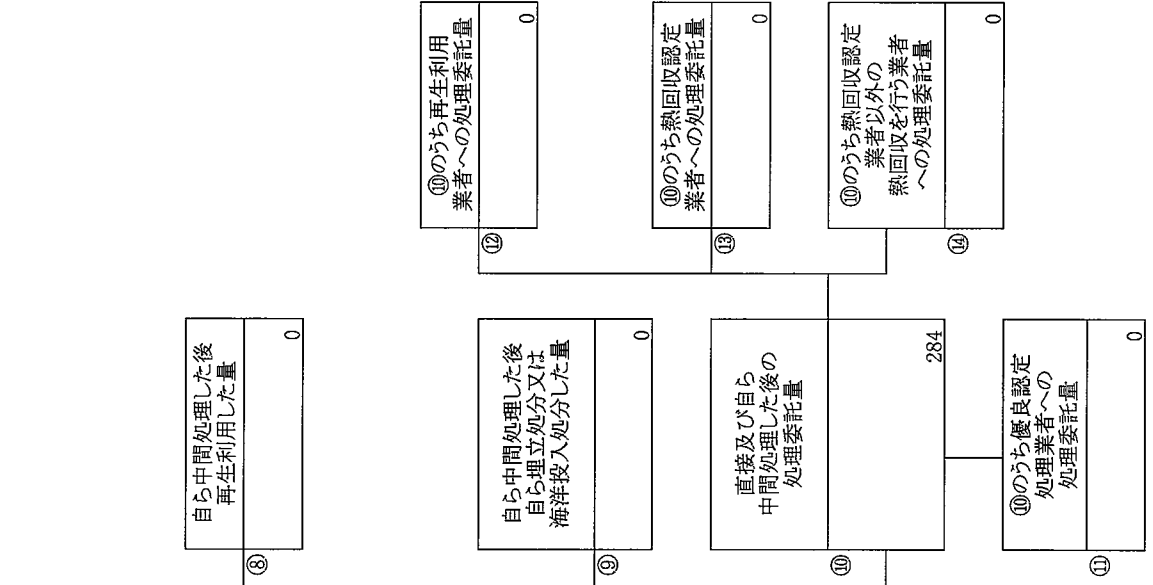 ⑧
自ら中間処理した後
再生利用した量
0
⑨
自ら中間処理した後
自ら埋立処分又は
海洋投入処分した量
0
⑩
直接及び自ら
中間処理した後の
処理委託量
284
⑪
⑩のうち優良認定
処理業者への
処理委託量
0
⑫
⑩のうち再生利用
業者への処理委託量
0
⑬
⑩のうち熱回収認定
業者への処理委託量
0
⑭
⑩のうち熱回収認定
業者以外の
熱回収を行う業者
への処理委託量
0